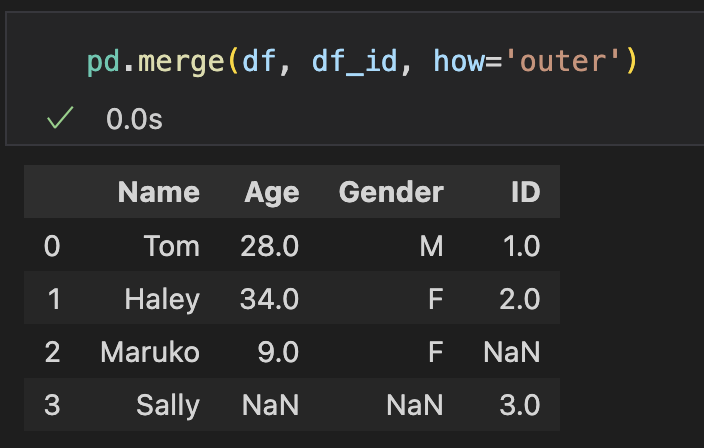 pd.merge(df, df_id, how='outer')
✓ 0.0s
Name Age Gender ID
0 Tom 28.0 M 1.0
1 Haley 34.0 F 2.0
2 Maruko 9.0 F NaN
3 Sally NaN NaN 3.0